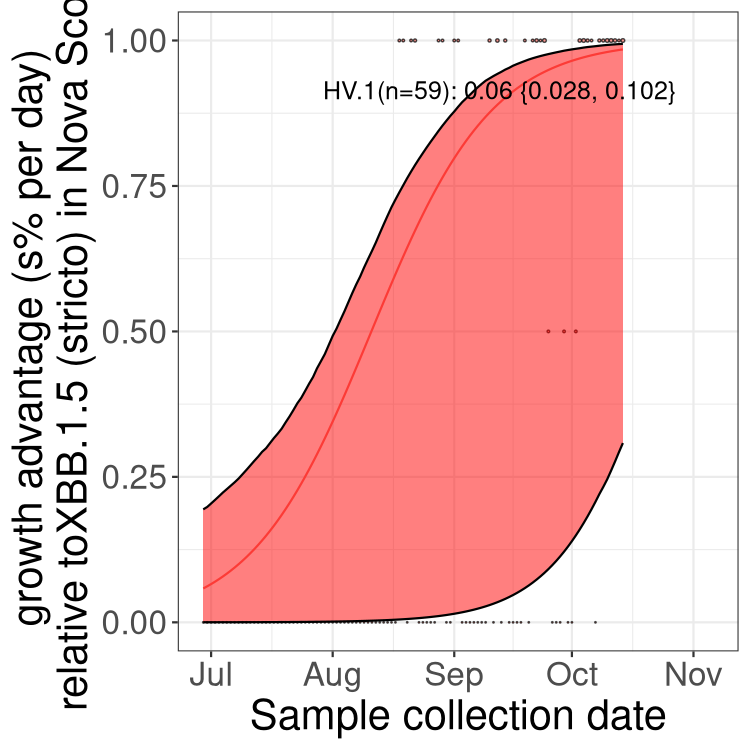 growth advantage (s% per day)
relative toXBB.1.5 (stricto) in Nova Sco
1.00
0.75
0.50
0.25
0.00
HV.1(n=59): 0.06 {0.028, 0.102}
Jul Aug Sep Oct Nov
Sample collection date